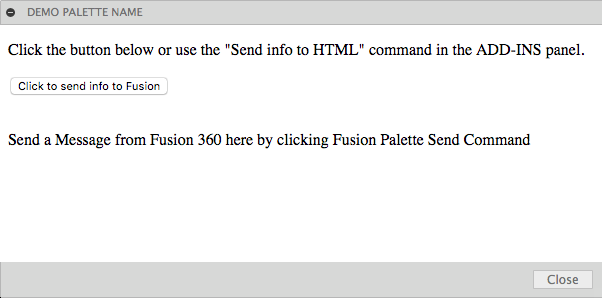 DEMO PALETTE NAME
Click the button below or use the "Send info to HTML" command in the ADD-INS panel.
Click to send info to Fusion
Send a Message from Fusion 360 here by clicking Fusion Palette Send Command
Close